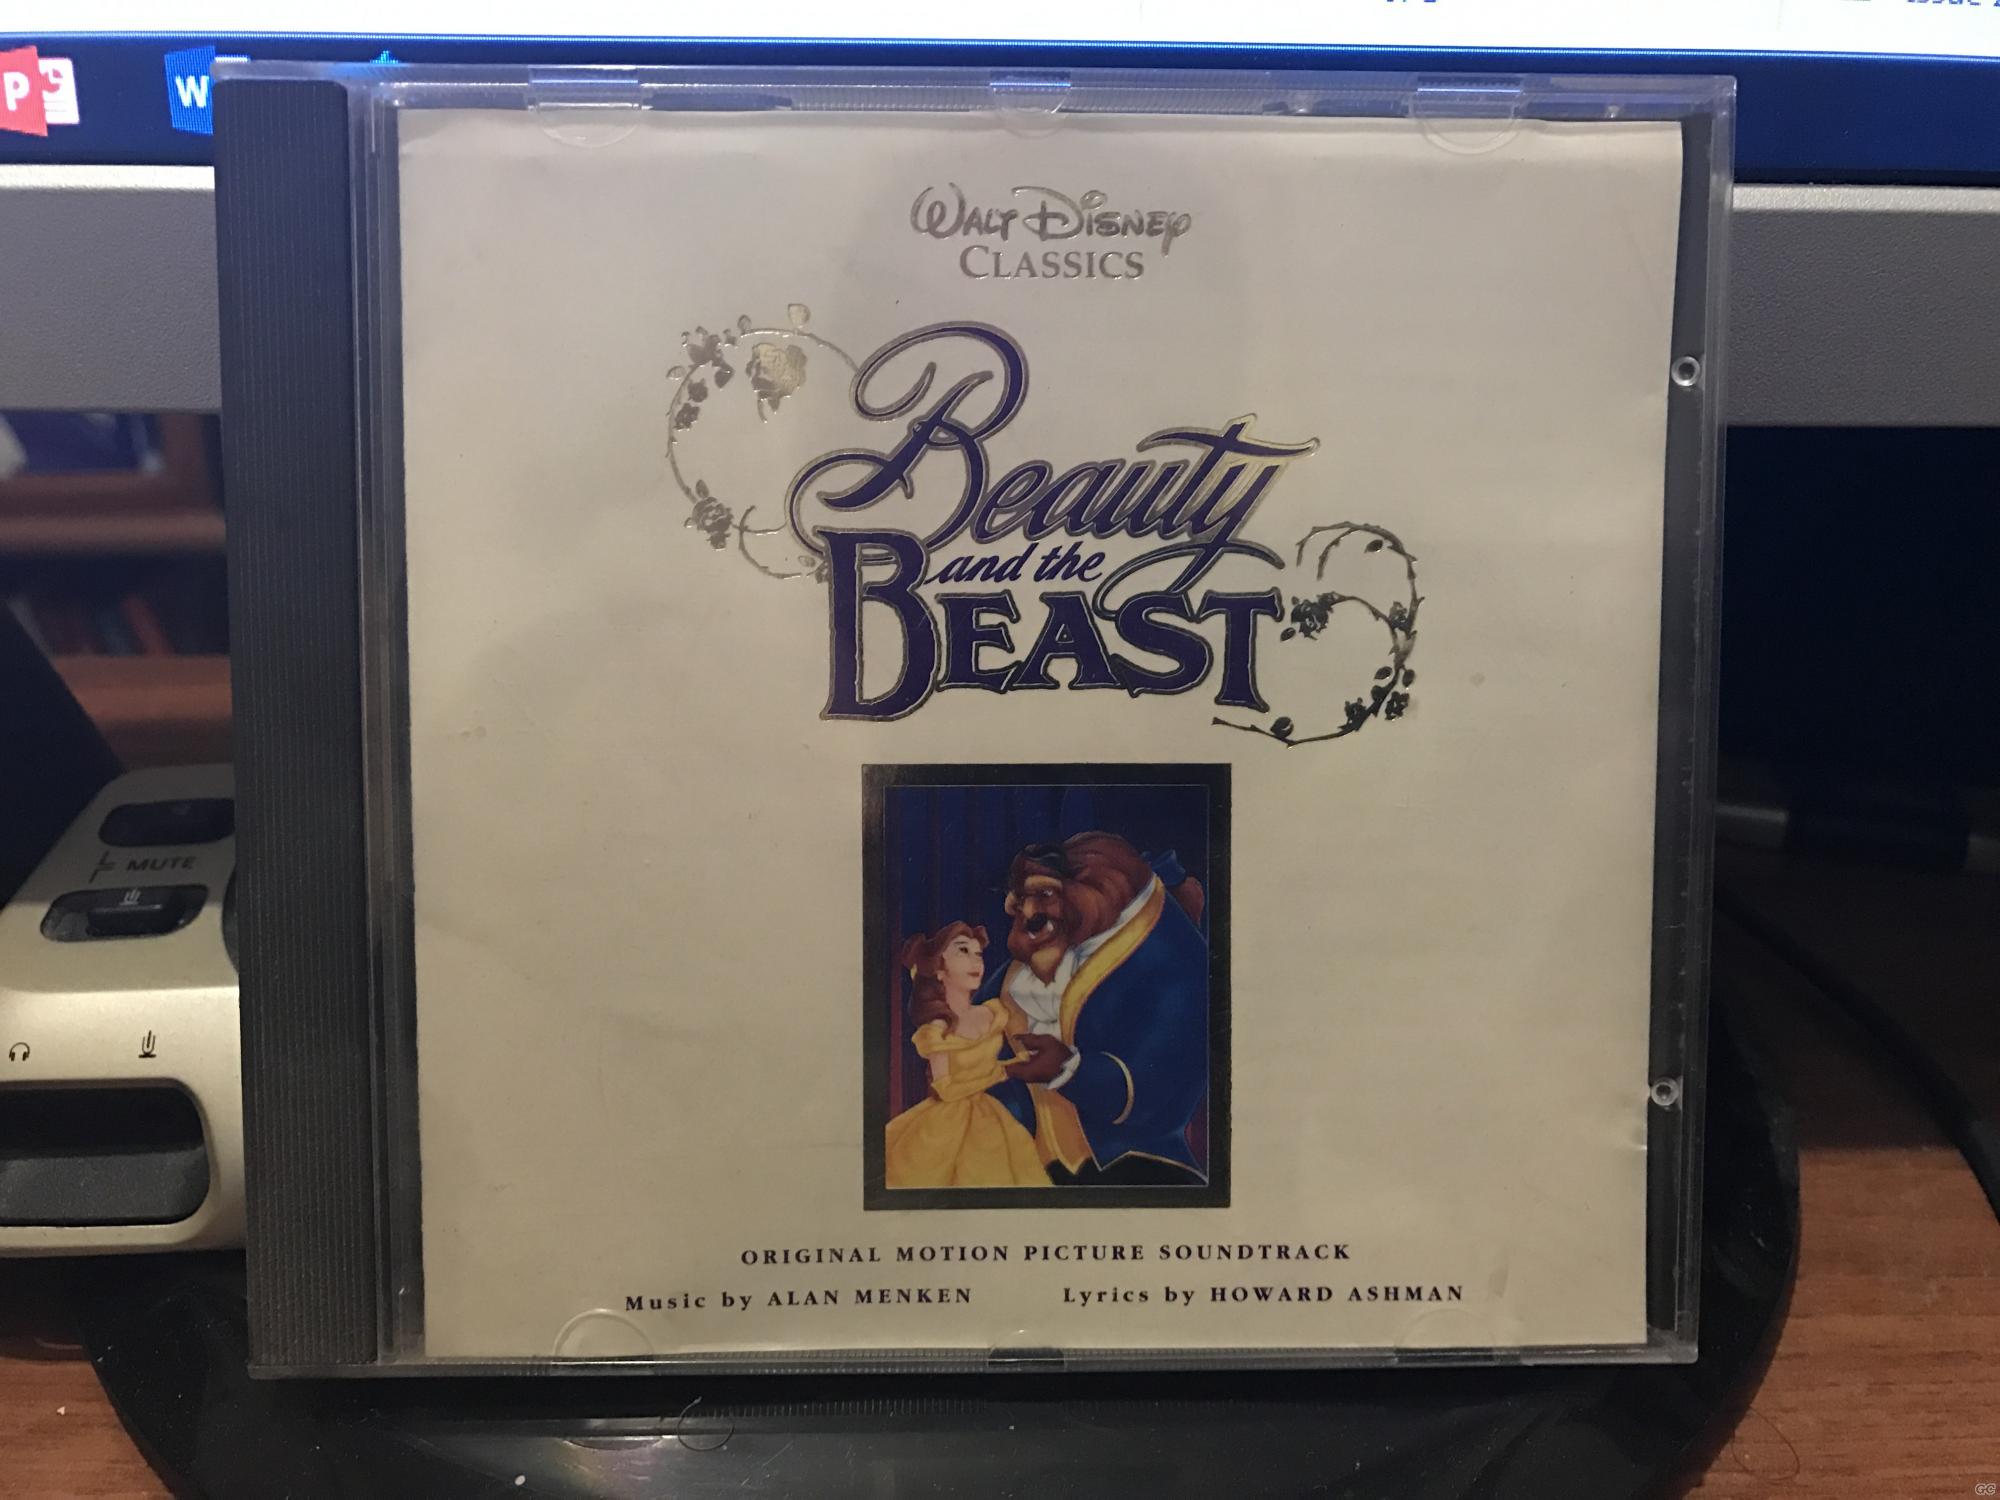 P
W
WALT DISNEY
CLASSICS
Beauty
and the
BEAST
MUTE
ORIGINAL MOTION PICTURE SOUNDTRACK
Music by ALAN MENKEN Lyrics by HOWARD ASHMAN
GC